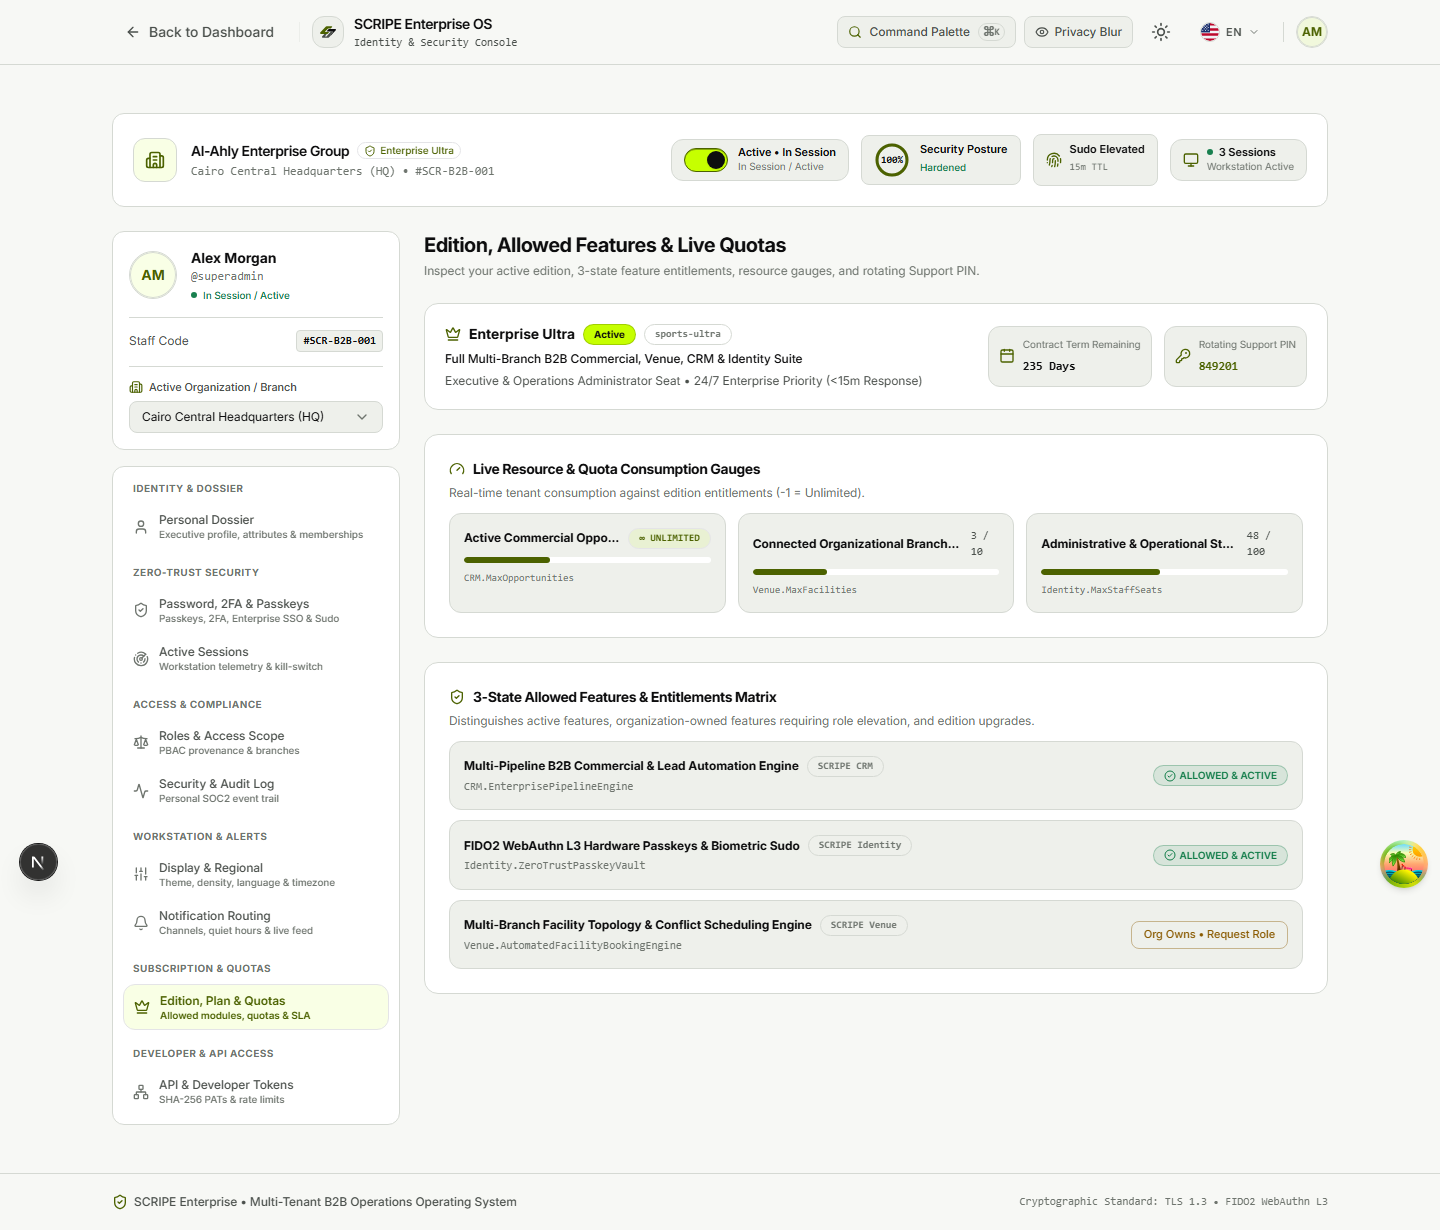 Back to Dashboard
SCRIPE Enterprise OS
Identity & Security Console
Command Palette ⌘K
Privacy Blur
EN
AM
Al-Ahly Enterprise Group
Enterprise Ultra
Cairo Central Headquarters (HQ) • #SCR-B2B-001
Active • In Session
In Session / Active
100%
Security Posture
Hardened
Sudo Elevated
15m TTL
3 Sessions
Workstation Active
AM
Alex Morgan
@superadmin
In Session / Active
Staff Code
#SCR-B2B-001
Active Organization / Branch
Cairo Central Headquarters (HQ)
IDENTITY & DOSSIER
Personal Dossier
Executive profile, attributes & memberships
ZERO-TRUST SECURITY
Password, 2FA & Passkeys
Passkeys, 2FA, Enterprise SSO & Sudo
Active Sessions
Workstation telemetry & kill-switch
ACCESS & COMPLIANCE
Roles & Access Scope
PBAC provenance & branches
Security & Audit Log
Personal SOC2 event trail
WORKSTATION & ALERTS
Display & Regional
Theme, density, language & timezone
Notification Routing
Channels, quiet hours & live feed
SUBSCRIPTION & QUOTAS
Edition, Plan & Quotas
Allowed modules, quotas & SLA
DEVELOPER & API ACCESS
API & Developer Tokens
SHA-256 PATs & rate limits
Edition, Allowed Features & Live Quotas
Inspect your active edition, 3-state feature entitlements, resource gauges, and rotating Support PIN.
Enterprise Ultra
Active
sports-ultra
Full Multi-Branch B2B Commercial, Venue, CRM & Identity Suite
Executive & Operations Administrator Seat • 24/7 Enterprise Priority (<15m Response)
Contract Term Remaining
235 Days
Rotating Support PIN
849201
Live Resource & Quota Consumption Gauges
Real-time tenant consumption against edition entitlements (-1 = Unlimited).
Active Commercial Oppo...
∞ UNLIMITED
CRM.MaxOpportunities
Connected Organizational Branch...
3 /
10
Venue.MaxFacilities
Administrative & Operational St...
48 /
100
Identity.MaxStaffSeats
3-State Allowed Features & Entitlements Matrix
Distinguishes active features, organization-owned features requiring role elevation, and edition upgrades.
Multi-Pipeline B2B Commercial & Lead Automation Engine
SCRIPE CRM
CRM.EnterprisePipelineEngine
ALLOWED & ACTIVE
FIDO2 WebAuthn L3 Hardware Passkeys & Biometric Sudo
SCRIPE Identity
Identity.ZeroTrustPasskeyVault
ALLOWED & ACTIVE
Multi-Branch Facility Topology & Conflict Scheduling Engine
SCRIPE Venue
Venue.AutomatedFacilityBookingEngine
Org Owns • Request Role
N
SCRIPE Enterprise • Multi-Tenant B2B Operations Operating System
Cryptographic Standard: TLS 1.3 • FIDO2 WebAuthn L3